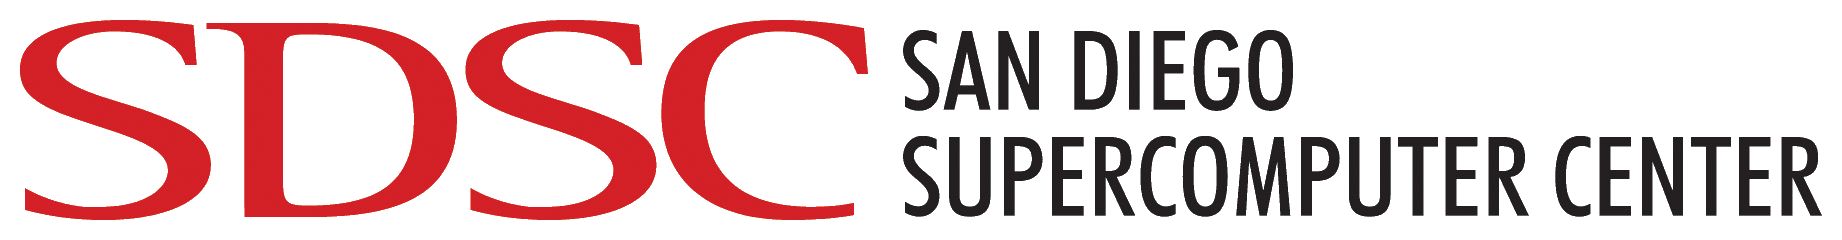 SDSC
SAN DIEGO
SUPERCOMPUTER CENTER